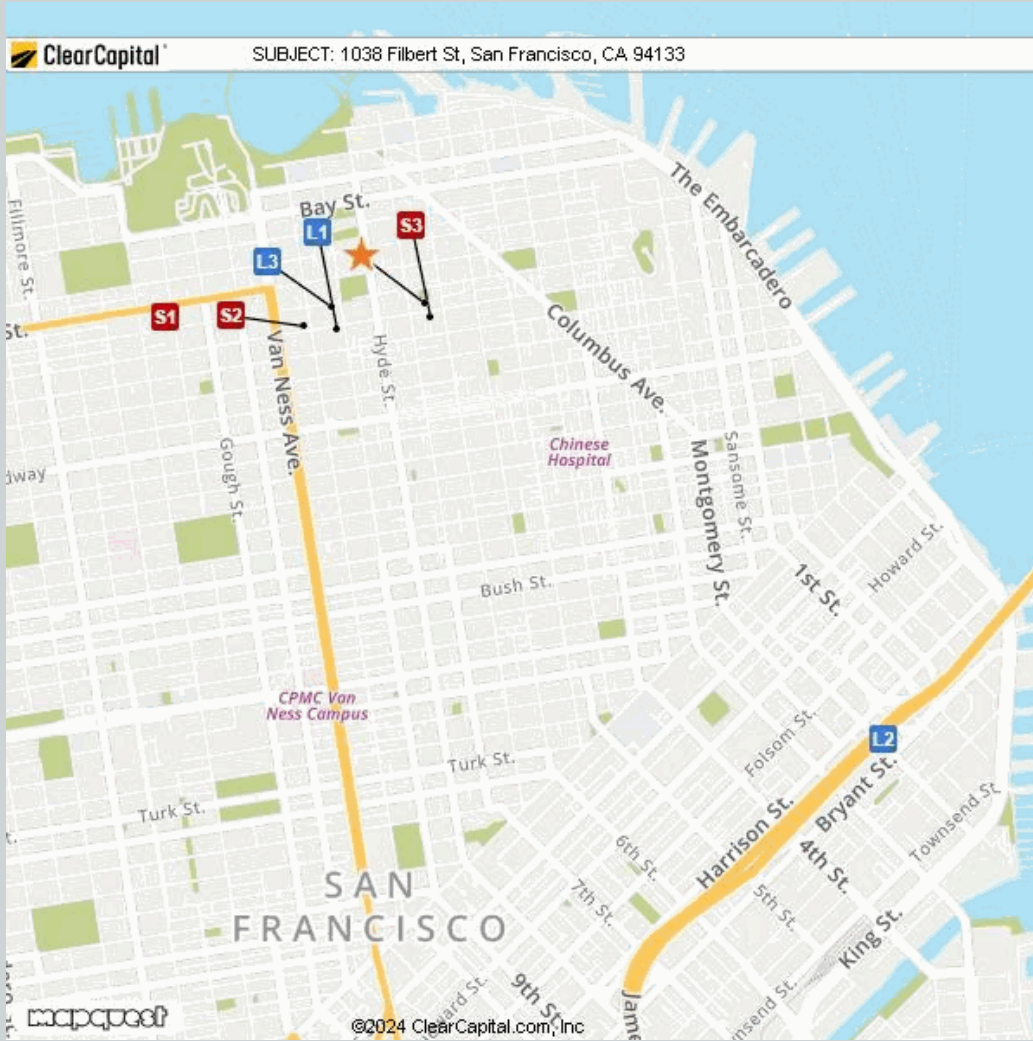 ClearCapital
SUBJECT: 1038 Filbert St, San Francisco, CA 94133
The Embarcadero
Fillmore St.
Bay St.
S3
L1
L3
S1
S2
St.
Van Ness Ave.
Hyde St.
Columbus Ave.
Chinese
Hospital
Gough St.
Montgomery St.
Sansome St.
dway
Howard St.
1st St.
Bush St.
CPMC Van
Ness Campus
L2
Folsom St.
Turk St.
Bryant St.
Turk St.
Harrison St.
Townsend St.
6th St.
4th St.
SAN
FRANCISCO
7th St.
5th St.
King St.
9th St.
mapquest
©2024 ClearCapital.com, Inc